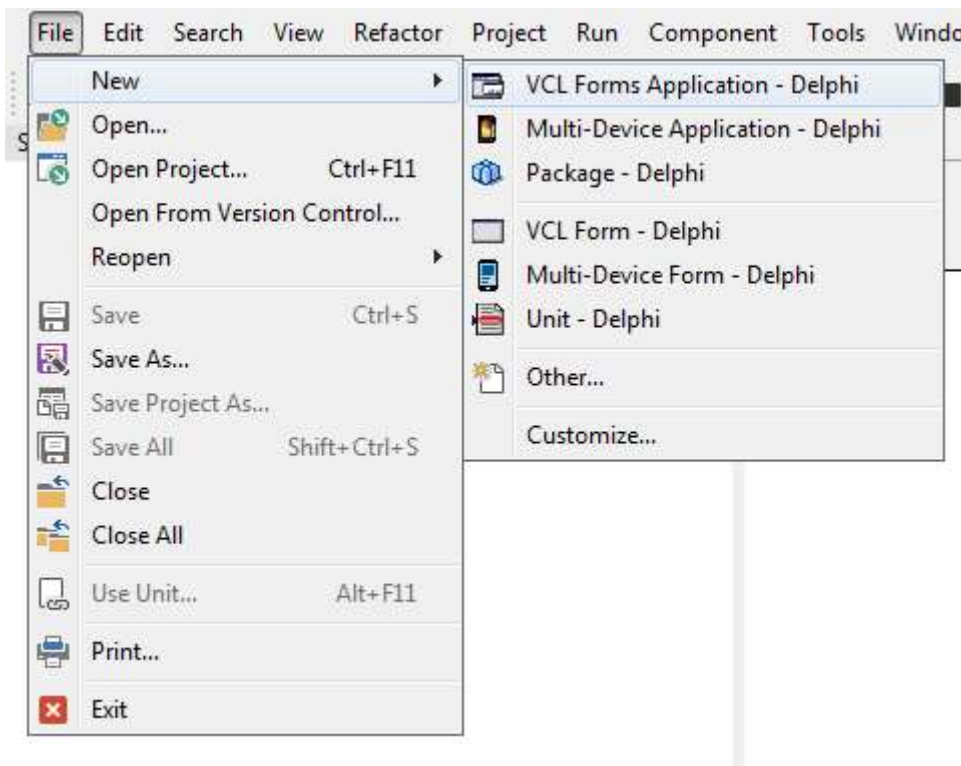 File Edit Search View Refactor Project Run Component Tools Windo
New
Open...
Open Project... Ctrl+F11
Open From Version Control...
Reopen
Save Ctrl+S
Save As...
Save Project As...
Save All Shift+Ctrl+S
Close
Close All
Use Unit... Alt+F11
Print...
Exit
VCL Forms Application - Delphi
Multi-Device Application - Delphi
Package - Delphi
VCL Form - Delphi
Multi-Device Form - Delphi
Unit - Delphi
Other...
Customize...